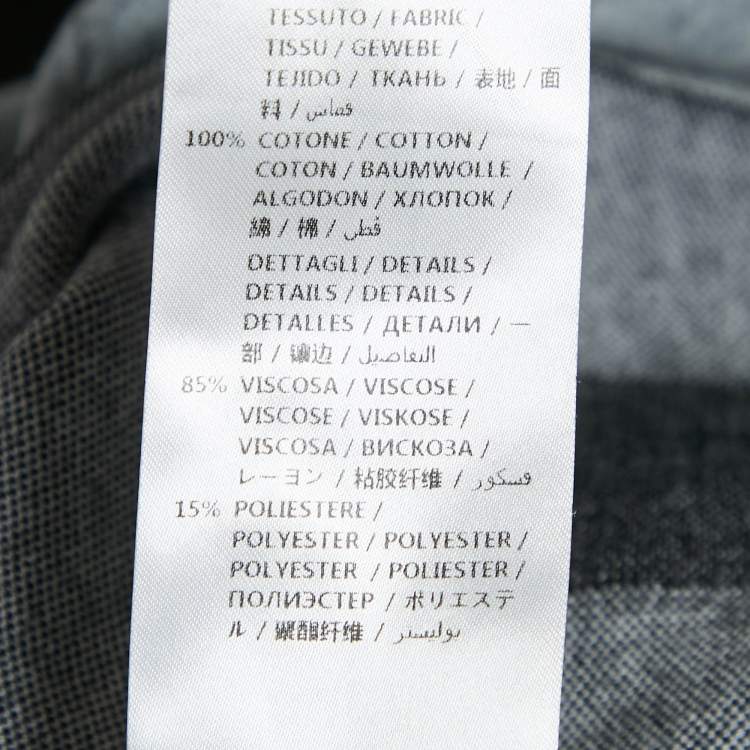 TESSUTO / FABRIC /
TISSU / GEWEBE /
TEJIDO / ТКАНЬ / 表地 / 面
料 / قماس
100% COTONE / COTTON /
COTON / BAUMWOLLE /
ALGODON / ХЛОПОК /
綿 / 棉 / قطن
DETTAGLI / DETAILS /
DETAILS / DETAILS /
DETALLES / ДЕТАЛИ / 一
部 / 镶边 / التفاصيل
85% VISCOSA / VISCOSE /
VISCOSE / VISKOSE /
VISCOSA / ВИСКОЗА /
レーヨン / 粘胶纤维 / فسكور
15% POLIESTERE /
POLYESTER / POLYESTER /
POLYESTER / POLIESTER /
ПОЛИЭСТЕР / ポリエステ
ル / 聚酯纤维 / بوليستر